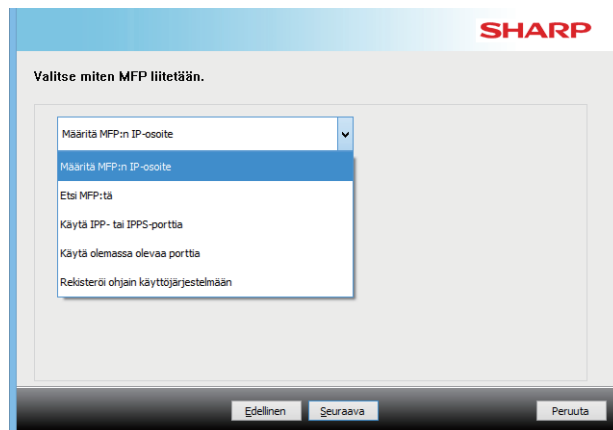 SHARP
Valitse miten MFP liitetään.
Määritä MFP:n IP-osoite
Määritä MFP:n IP-osoite
Etsi MFP:tä
Käytä IPP- tai IPPS-porttia
Käytä olemassa olevaa porttia
Rekisteröi ohjain käyttöjärjestelmään
Edellinen Seuraava Peruuta